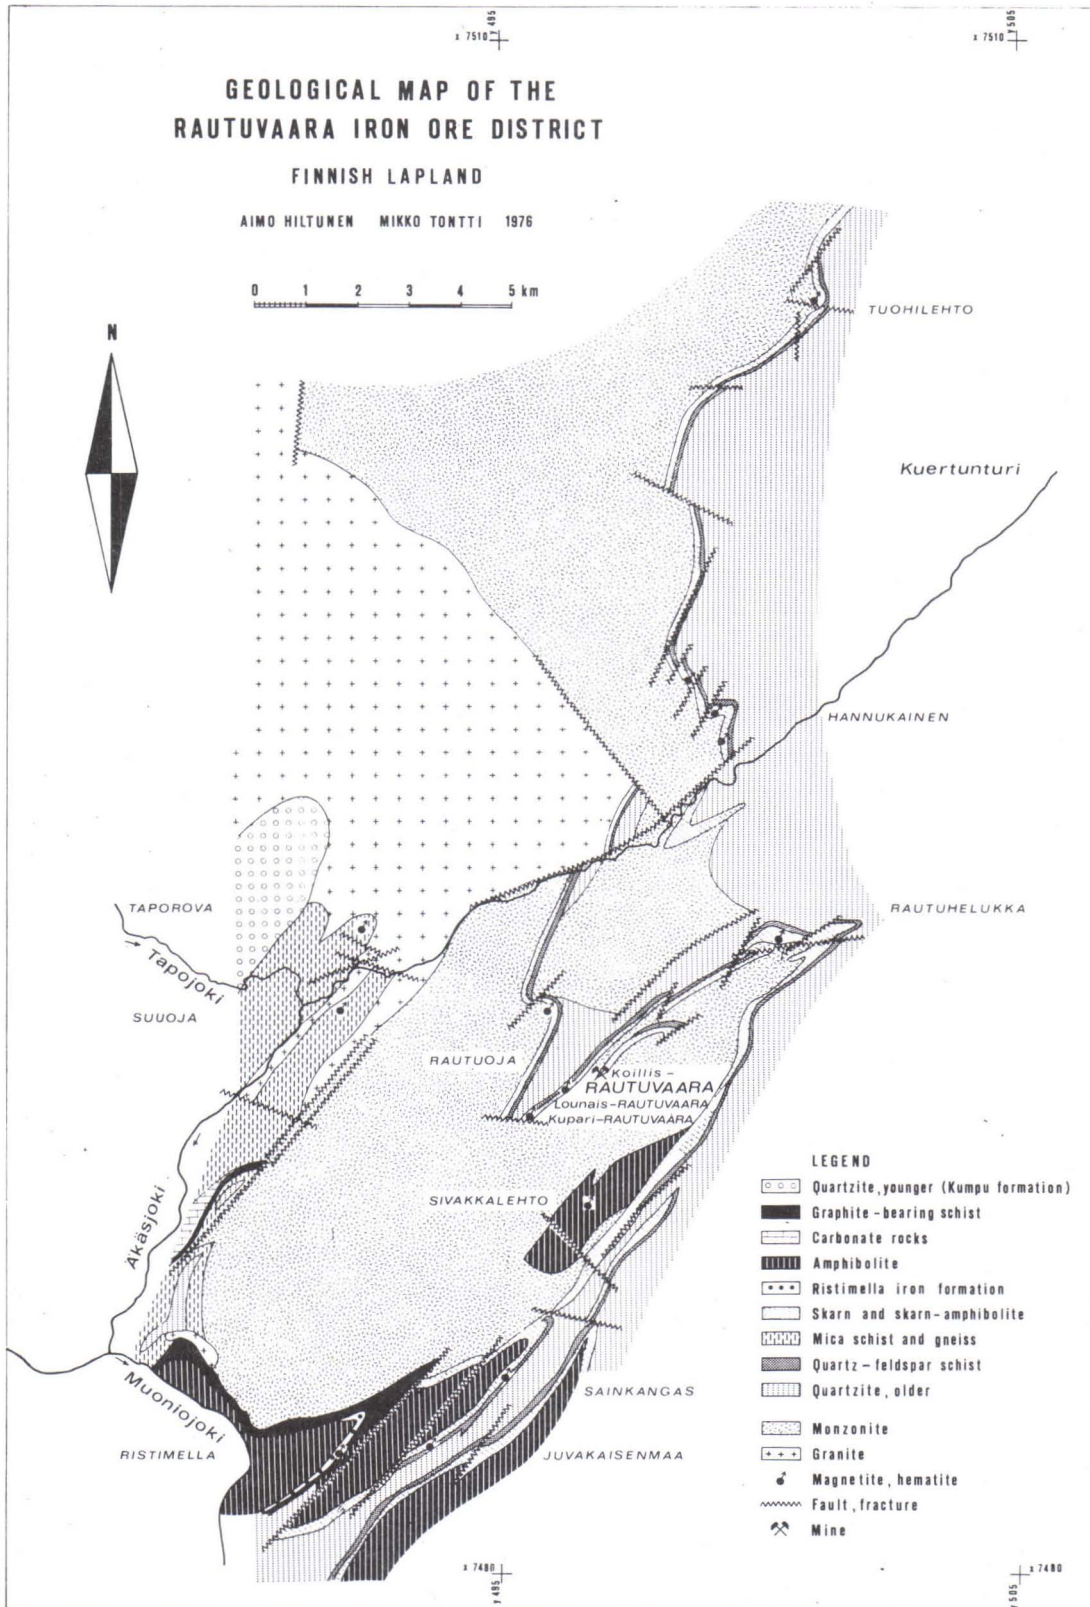 x 7510
y 495
x 7510
y 505
GEOLOGICAL MAP OF THE
RAUTUVAARA IRON ORE DISTRICT
FINNISH LAPLAND
AIMO HILTUNEN MIKKO TONTTI 1976
0 1 2 3 4 5 km
N
TUOHILEHTO
Kuertunturi
HANNUKAINEN
TAPOROVA
RAUTUHELUKKA
Tapojoki
SUUOJA
RAUTUOJA
Koillis-
RAUTUVAARA
Lounais-RAUTUVAARA
Kupari-RAUTUVAARA
SIVAKKALEHTO
Äkäsjoki
Muoniojoki
SAINKANGAS
RISTIMELLA
JUVAKAISENMAA
LEGEND
Quartzite, younger (Kumpu formation)
Graphite-bearing schist
Carbonate rocks
Amphibolite
Ristimella iron formation
Skarn and skarn-amphibolite
Mica schist and gneiss
Quartz-feldspar schist
Quartzite, older
Monzonite
Granite
Magnetite, hematite
Fault, fracture
Mine
x 7480
y 495
x 7480
y 505